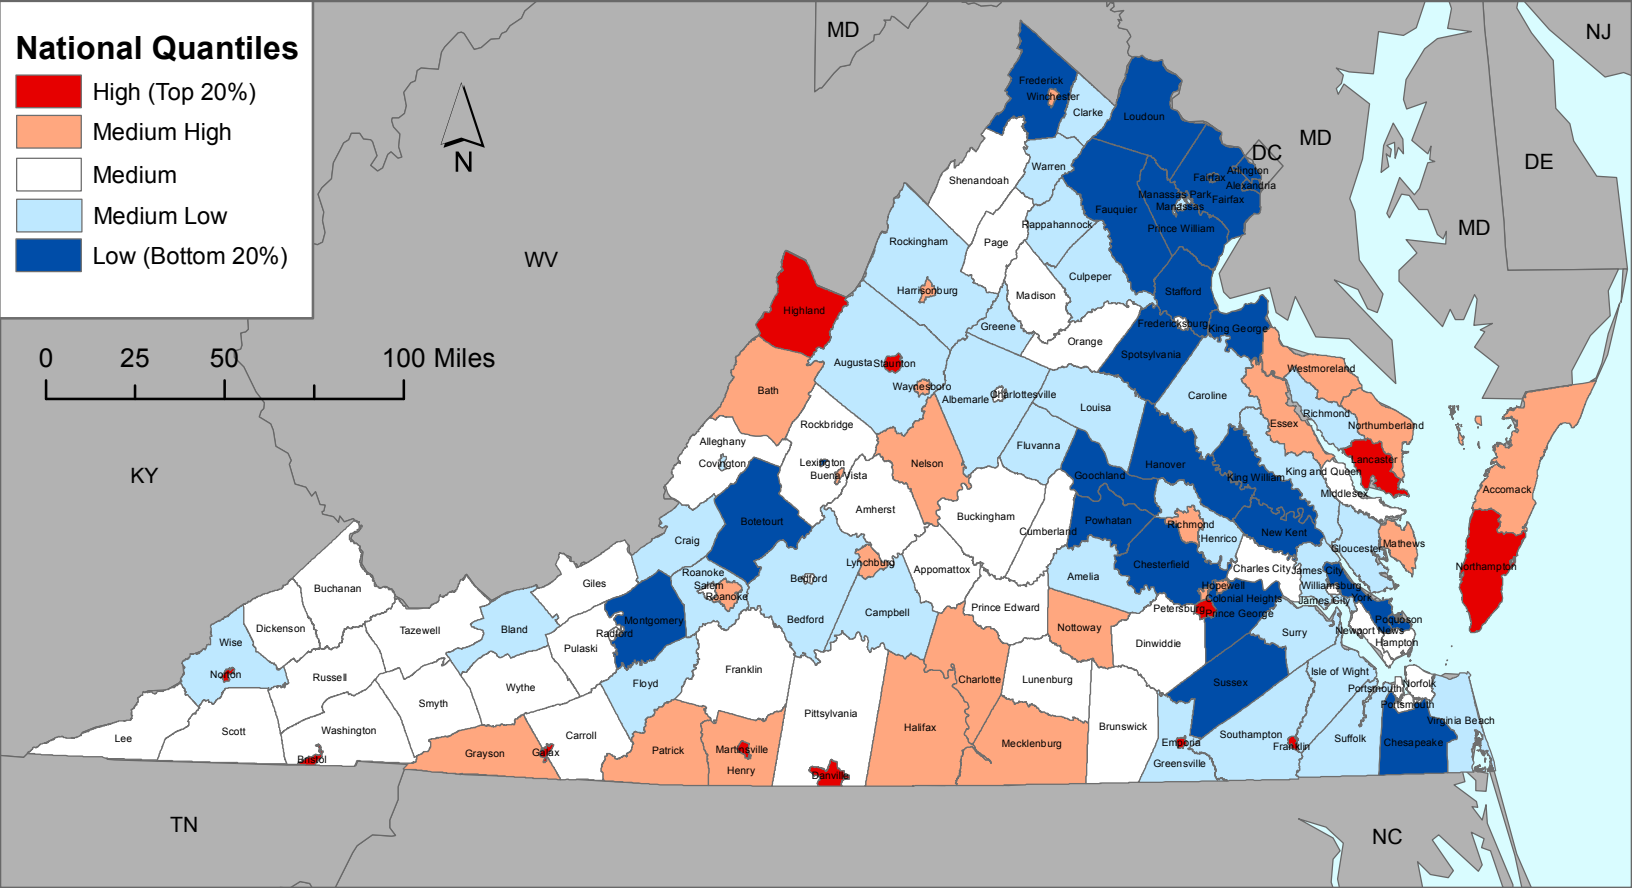 National Quantiles
High (Top 20%)
Medium High
Medium
Medium Low
Low (Bottom 20%)
N
0 25 50 100 Miles
MD
NJ
MD
DC
DE
MD
WV
KY
TN
NC
Frederick
Winchester
Clarke
Loudoun
Warren
Shenandoah
Fairfax
Arlington
Alexandria
Manassas Park
Fairfax
Manassas
Fauquier
Prince William
Rappahannock
Page
Rockingham
Culpeper
Harrisonburg
Madison
Stafford
Highland
Greene
Fredericksburg
King George
Orange
Spotsylvania
Augusta
Staunton
Westmoreland
Bath
Waynesboro
Albemarle
Charlottesville
Louisa
Caroline
Richmond
Essex
Northumberland
Rockbridge
Alleghany
Fluvanna
Covington
Lexington
Nelson
Hanover
Lancaster
Buena Vista
Goochland
King William
King and Queen
Middlesex
Accomack
Amherst
Buckingham
Botetourt
Powhatan
Richmond
Cumberland
New Kent
Craig
Henrico
Gloucester
Mathews
Lynchburg
Chesterfield
Northampton
Appomattox
Charles City
James City
Roanoke
Bedford
Amelia
Giles
Salem
Hopewell
Williamsburg
Buchanan
Roanoke
Colonial Heights
James City
York
Prince Edward
Petersburg
Prince George
Campbell
Bedford
Montgomery
Poquoson
Dickenson
Tazewell
Bland
Radford
Nottoway
Newport News
Surry
Hampton
Wise
Pulaski
Dinwiddie
Norton
Russell
Franklin
Isle of Wight
Wythe
Floyd
Charlotte
Lunenburg
Sussex
Portsmouth
Norfolk
Smyth
Portsmouth
Pittsylvania
Virginia Beach
Scott
Washington
Halifax
Brunswick
Lee
Carroll
Southampton
Suffolk
Emporia
Franklin
Chesapeake
Grayson
Galax
Patrick
Martinsville
Mecklenburg
Bristol
Henry
Greensville
Danville